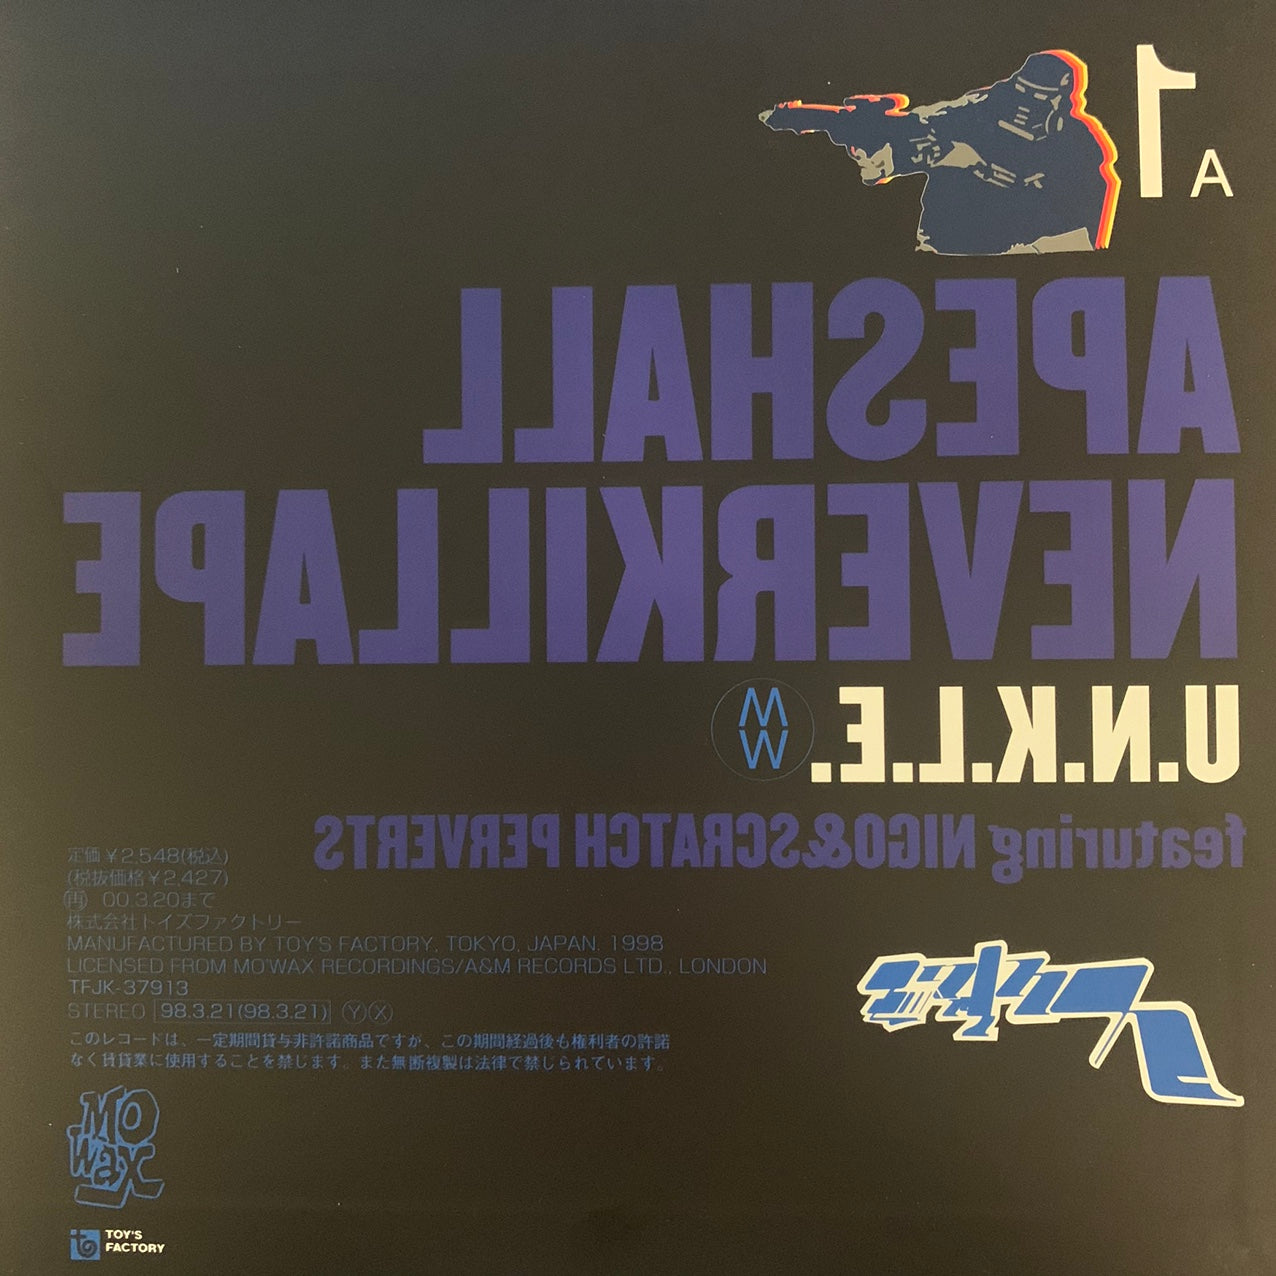 1A
APESHALL
NEVERKILLAPE
U.N.K.L.E.
MW
featuring NIGO&SCRATCH PERVERTS
定価￥2,548(税込)
(税抜価格￥2,427)
再 00.3.20まで
株式会社トイズファクトリー
MANUFACTURED BY TOY'S FACTORY, TOKYO, JAPAN. 1998
LICENSED FROM MO'WAX RECORDINGS/A&M RECORDS LTD., LONDON
TFJK-37913
STEREO 98.3.21(98.3.21) Y X
このレコードは、一定期間貸与非許諾商品ですが、この期間経過後も権利者の許諾
なく賃貸業に使用することを禁じます。また無断複製は法律で禁じられています。
MO
WAX
TOY'S
FACTORY